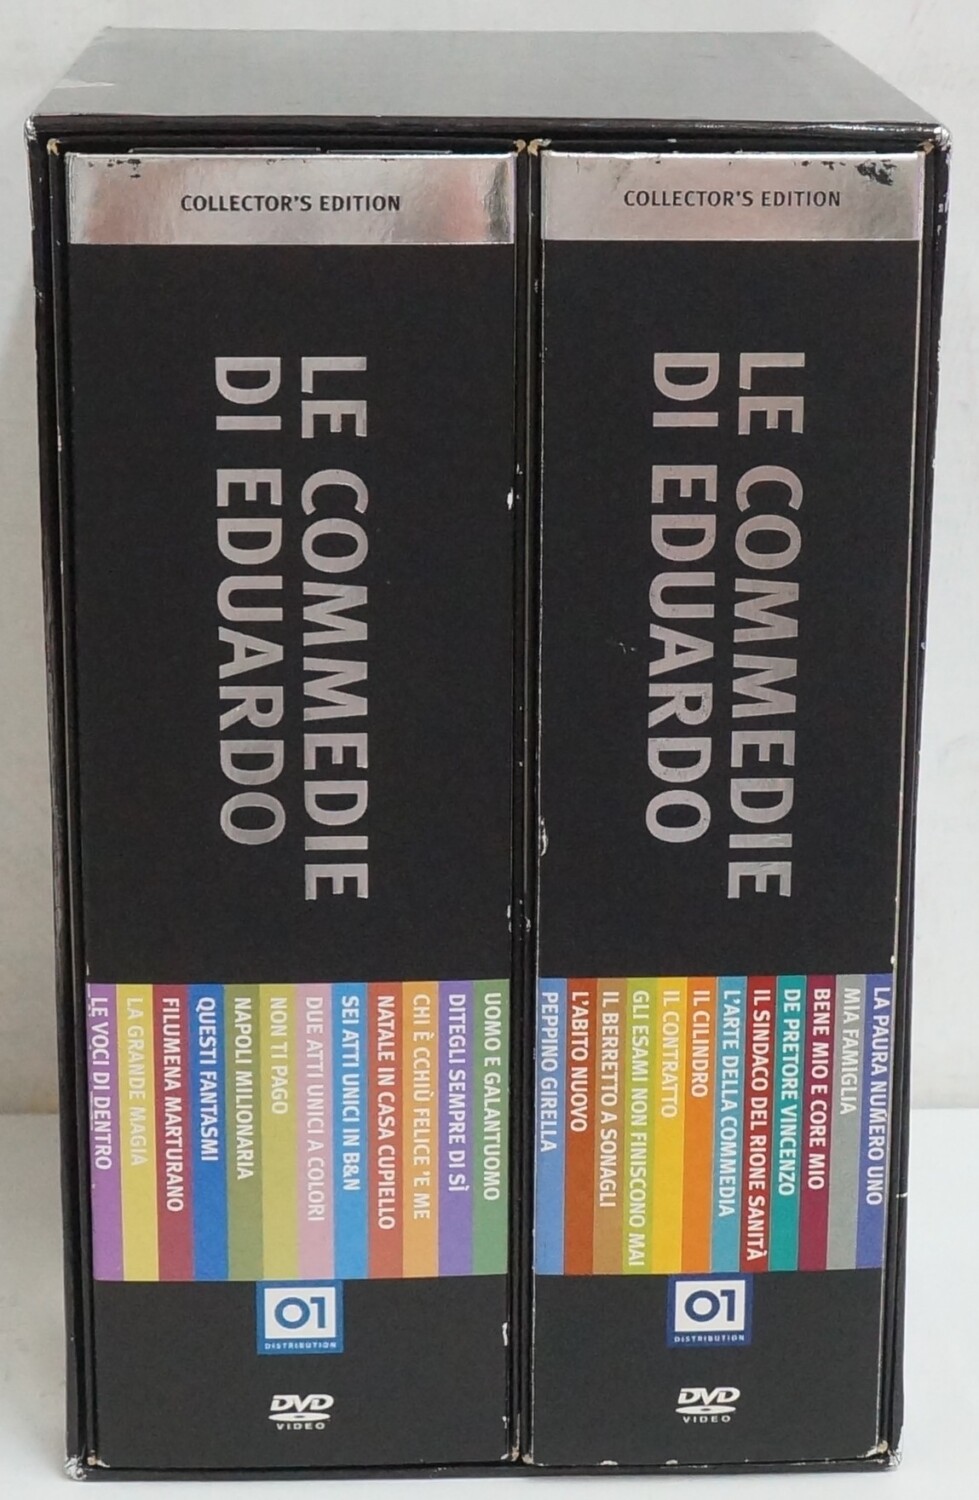 COLLECTOR'S EDITION
LE COMMEDIE
DI EDUARDO
UOMO E GALANTUOMO
DITEGLI SEMPRE DI SÌ
CHI È CCHIÙ FELICE 'E ME
NATALE IN CASA CUPIELLO
SEI ATTI UNICI IN B&N
DUE ATTI UNICI A COLORI
NON TI PAGO
NAPOLI MILIONARIA
QUESTI FANTASMI
FILUMENA MARTURANO
LA GRANDE MAGIA
LE VOCI DI DENTRO
01
DISTRIBUTION
DVD
VIDEO
COLLECTOR'S EDITION
LE COMMEDIE
DI EDUARDO
LA PAURA NUMERO UNO
MIA FAMIGLIA
BENE MIO E CORE MIO
DE PRETORE VINCENZO
IL SINDACO DEL RIONE SANITÀ
L'ARTE DELLA COMMEDIA
IL CILINDRO
IL CONTRATTO
GLI ESAMI NON FINISCONO MAI
IL BERRETTO A SONAGLI
L'ABITO NUOVO
PEPPINO GIRELLA
01
DISTRIBUTION
DVD
VIDEO